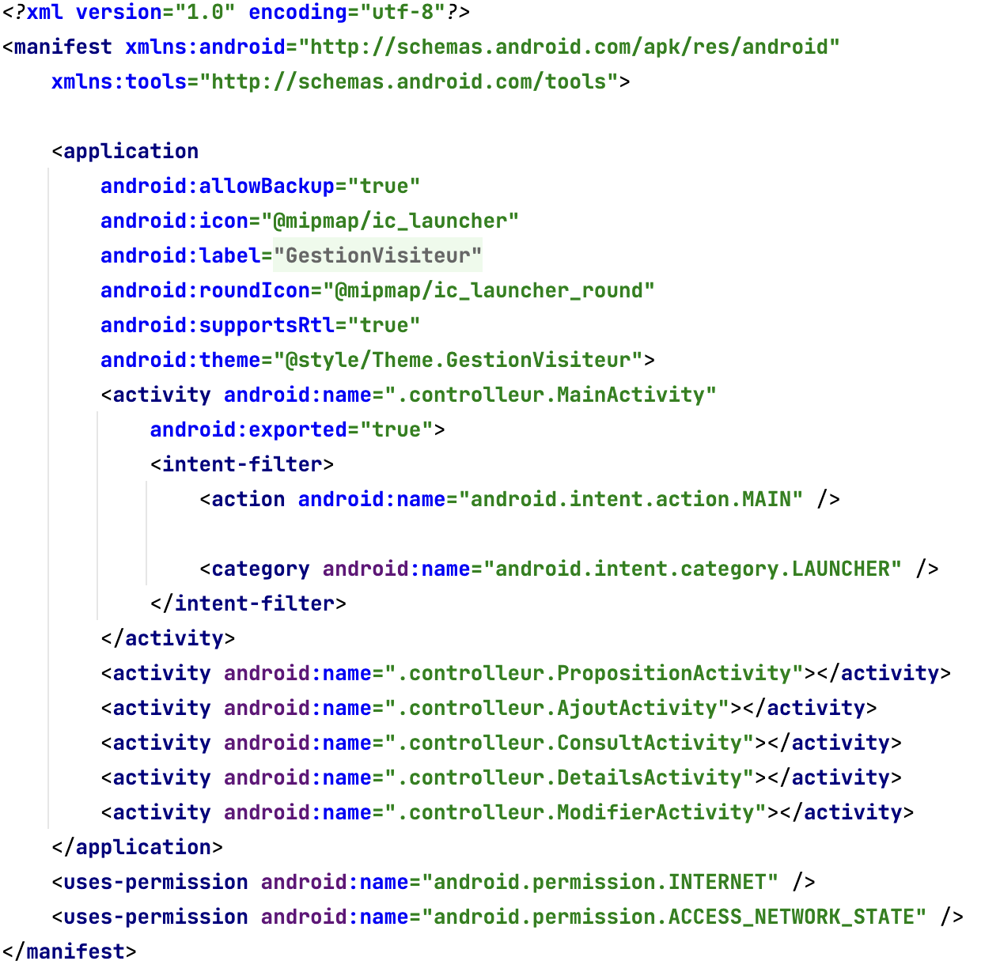 <?xml version="1.0" encoding="utf-8"?>
<manifest xmlns:android="http://schemas.android.com/apk/res/android"
    xmlns:tools="http://schemas.android.com/tools">

    <application
        android:allowBackup="true"
        android:icon="@mipmap/ic_launcher"
        android:label="GestionVisiteur"
        android:roundIcon="@mipmap/ic_launcher_round"
        android:supportsRtl="true"
        android:theme="@style/Theme.GestionVisiteur">
        <activity android:name=".controlleur.MainActivity"
            android:exported="true">
            <intent-filter>
                <action android:name="android.intent.action.MAIN" />

                <category android:name="android.intent.category.LAUNCHER" />
            </intent-filter>
        </activity>
        <activity android:name=".controlleur.PropositionActivity"></activity>
        <activity android:name=".controlleur.AjoutActivity"></activity>
        <activity android:name=".controlleur.ConsultActivity"></activity>
        <activity android:name=".controlleur.DetailsActivity"></activity>
        <activity android:name=".controlleur.ModifierActivity"></activity>
    </application>
    <uses-permission android:name="android.permission.INTERNET" />
    <uses-permission android:name="android.permission.ACCESS_NETWORK_STATE" />
</manifest>